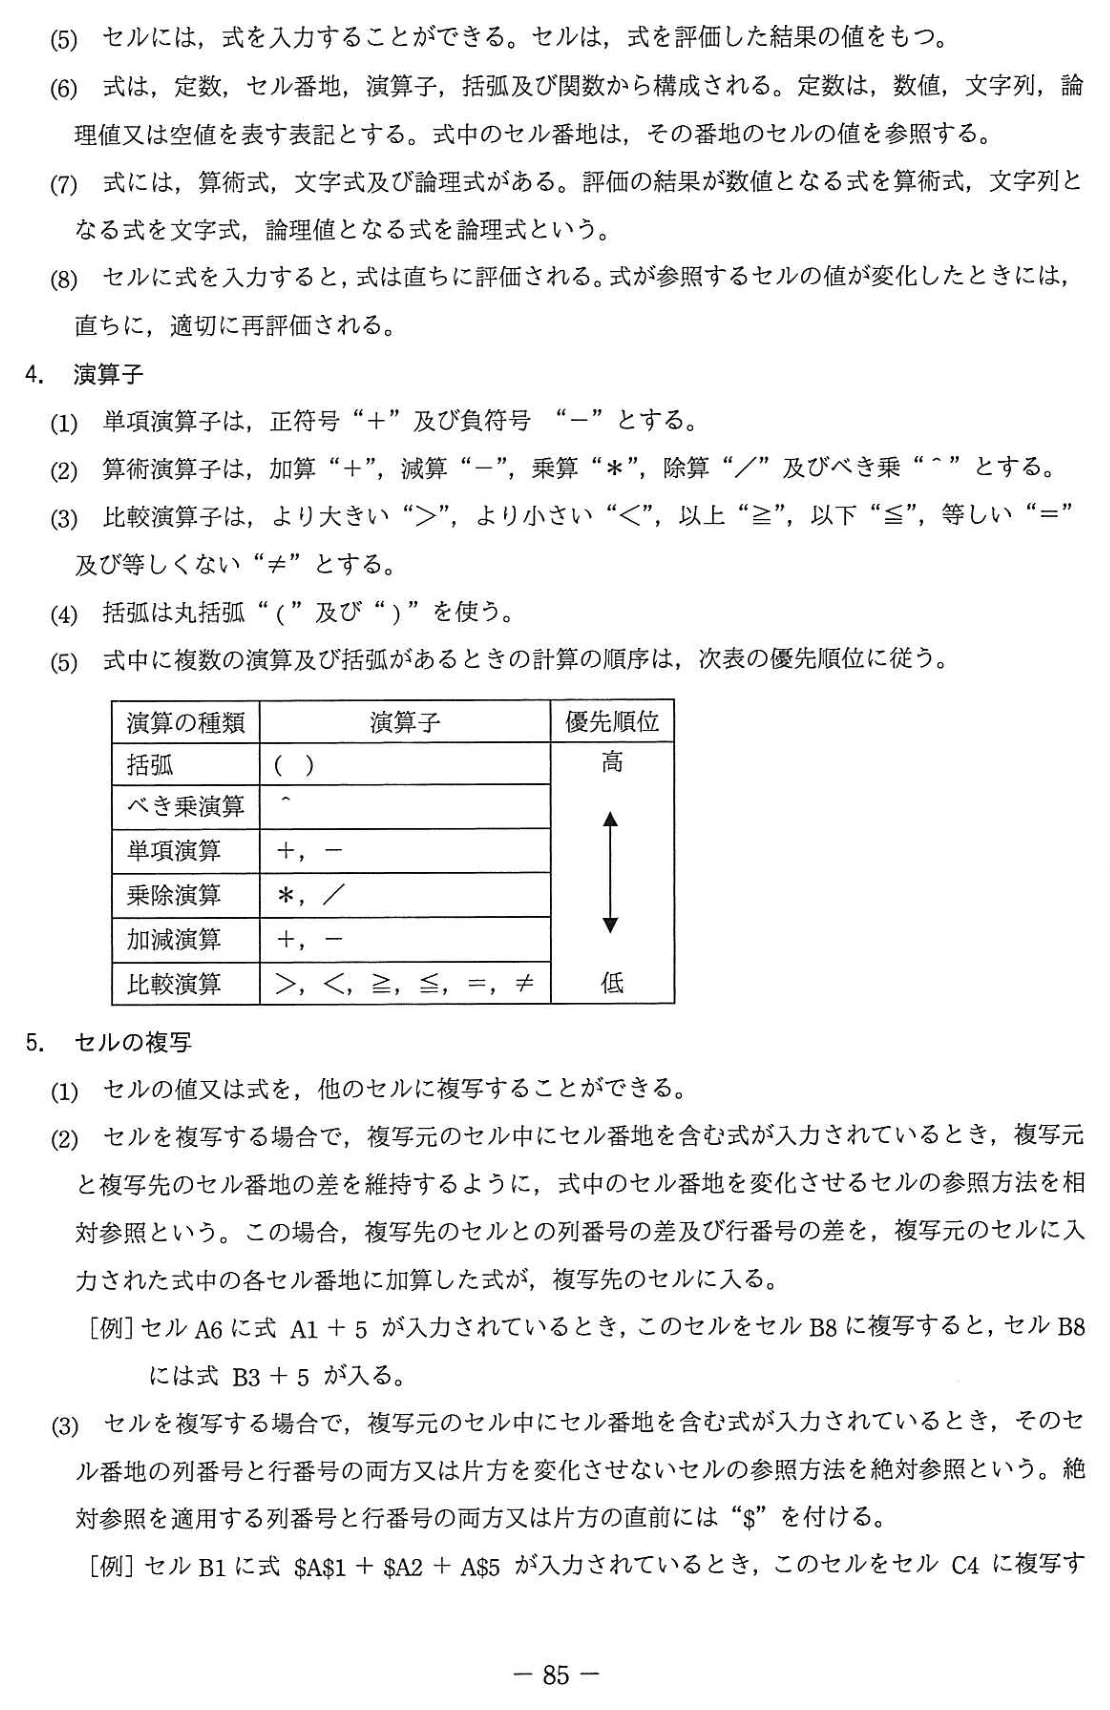 (5) セルには，式を入力することができる。セルは，式を評価した結果の値をもつ。
(6) 式は，定数，セル番地，演算子，括弧及び関数から構成される。定数は，数値，文字列，論
理値又は空値を表す表記とする。式中のセル番地は，その番地のセルの値を参照する。
(7) 式には，算術式，文字式及び論理式がある。評価の結果が数値となる式を算術式，文字列と
なる式を文字式，論理値となる式を論理式という。
(8) セルに式を入力すると，式は直ちに評価される。式が参照するセルの値が変化したときには，
直ちに，適切に再評価される。
4. 演算子
(1) 単項演算子は，正符号 “＋” 及び負符号 “－” とする。
(2) 算術演算子は，加算 “＋”，減算 “－”，乗算 “＊”，除算 “／” 及びべき乗 “＾” とする。
(3) 比較演算子は，より大きい “＞”，より小さい “＜”，以上 “≧”，以下 “≦”，等しい “＝”
及び等しくない “≠” とする。
(4) 括弧は丸括弧 “(” 及び “)” を使う。
(5) 式中に複数の演算及び括弧があるときの計算の順序は，次表の優先順位に従う。
演算の種類 演算子 優先順位
括弧 ( ) 高
べき乗演算 ＾
単項演算 ＋，－
乗除演算 ＊，／
加減演算 ＋，－
比較演算 ＞，＜，≧，≦，＝，≠ 低
5. セルの複写
(1) セルの値又は式を，他のセルに複写することができる。
(2) セルを複写する場合で，複写元のセル中にセル番地を含む式が入力されているとき，複写元
と複写先のセル番地の差を維持するように，式中のセル番地を変化させるセルの参照方法を相
対参照という。この場合，複写先のセルとの列番号の差及び行番号の差を，複写元のセルに入
力された式中の各セル番地に加算した式が，複写先のセルに入る。
［例］セル A6 に式 A1 ＋ 5 が入力されているとき，このセルをセル B8 に複写すると，セル B8
には式 B3 ＋ 5 が入る。
(3) セルを複写する場合で，複写元のセル中にセル番地を含む式が入力されているとき，そのセ
ル番地の列番号と行番号の両方又は片方を変化させないセルの参照方法を絶対参照という。絶
対参照を適用する列番号と行番号の両方又は片方の直前には “$” を付ける。
［例］セル B1 に式 $A$1 ＋ $A2 ＋ A$5 が入力されているとき，このセルをセル C4 に複写す
－ 85 －